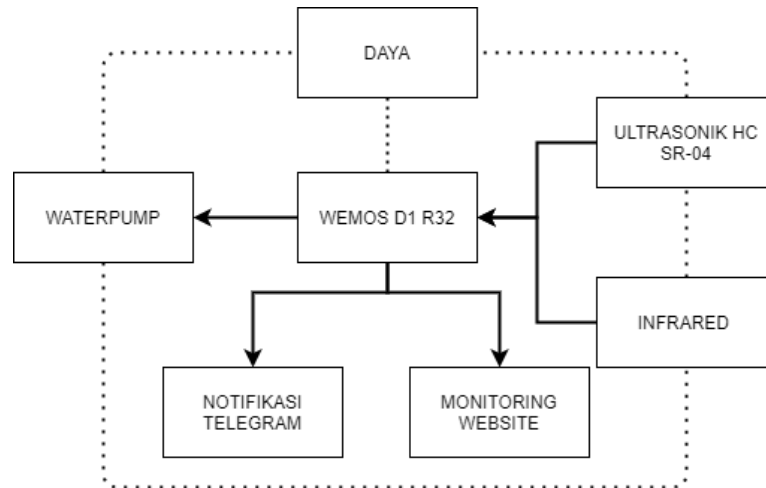 DAYA
ULTRASONIK HC
SR-04
WATERPUMP
WEMOS D1 R32
INFRARED
NOTIFIKASI
TELEGRAM
MONITORING
WEBSITE